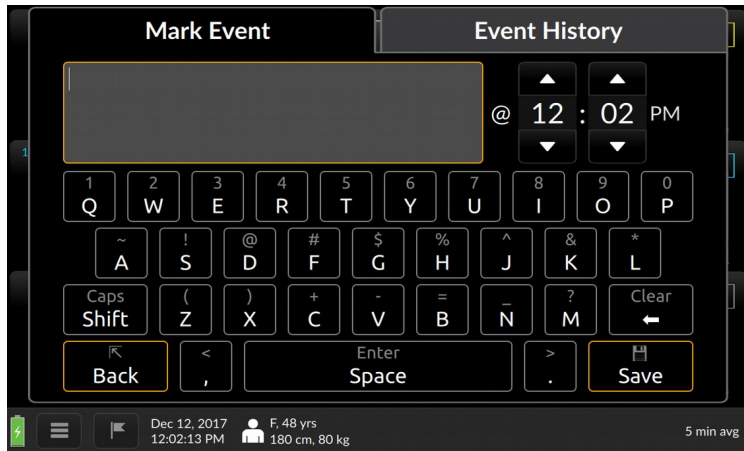 Mark Event
Event History
@ 12 : 02 PM
1 2 3 4 5 6 7 8 9 0
Q W E R T Y U I O P
~ ! @ # $ % ^ & *
A S D F G H J K L
Caps ( ) + - = _ ? Clear
Shift Z X C V B N M
< Enter >
Back , Space . Save
1
Dec 12, 2017
12:02:13 PM
F, 48 yrs
180 cm, 80 kg
5 min avg